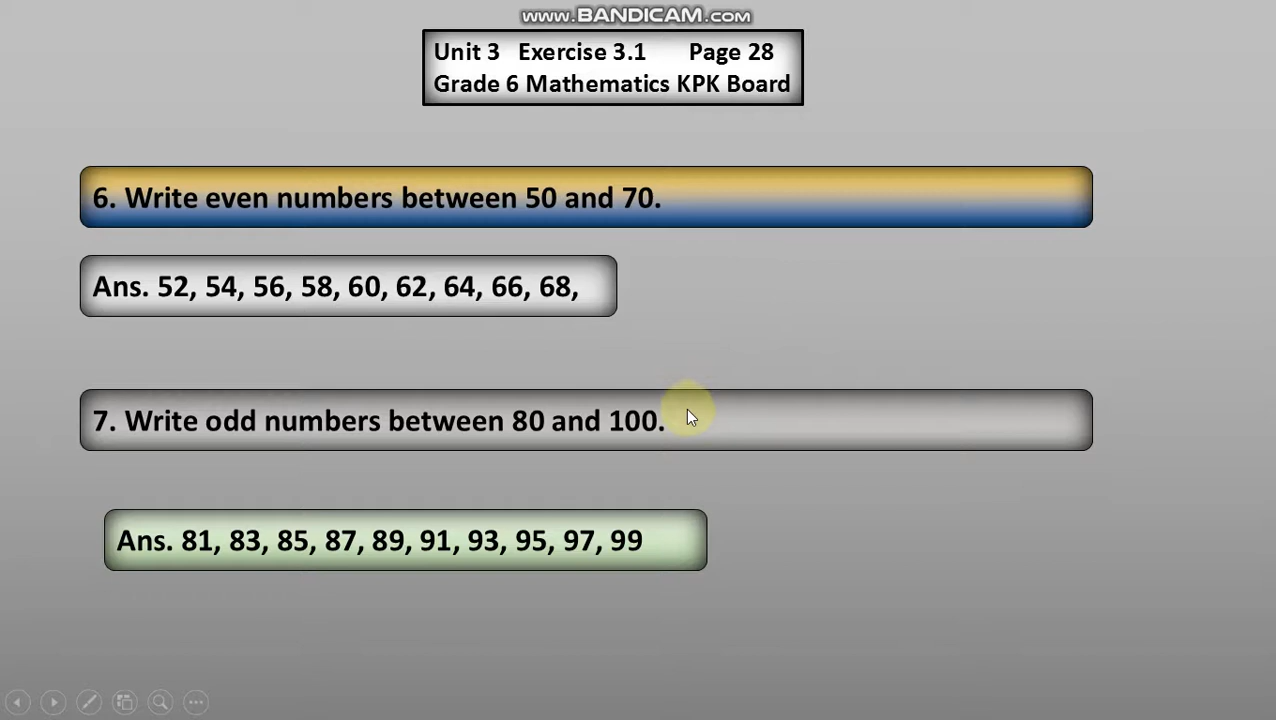 www.BANDICAM.com
Unit 3 Exercise 3.1 Page 28
Grade 6 Mathematics KPK Board
6. Write even numbers between 50 and 70.
Ans. 52, 54, 56, 58, 60, 62, 64, 66, 68,
7. Write odd numbers between 80 and 100.
Ans. 81, 83, 85, 87, 89, 91, 93, 95, 97, 99